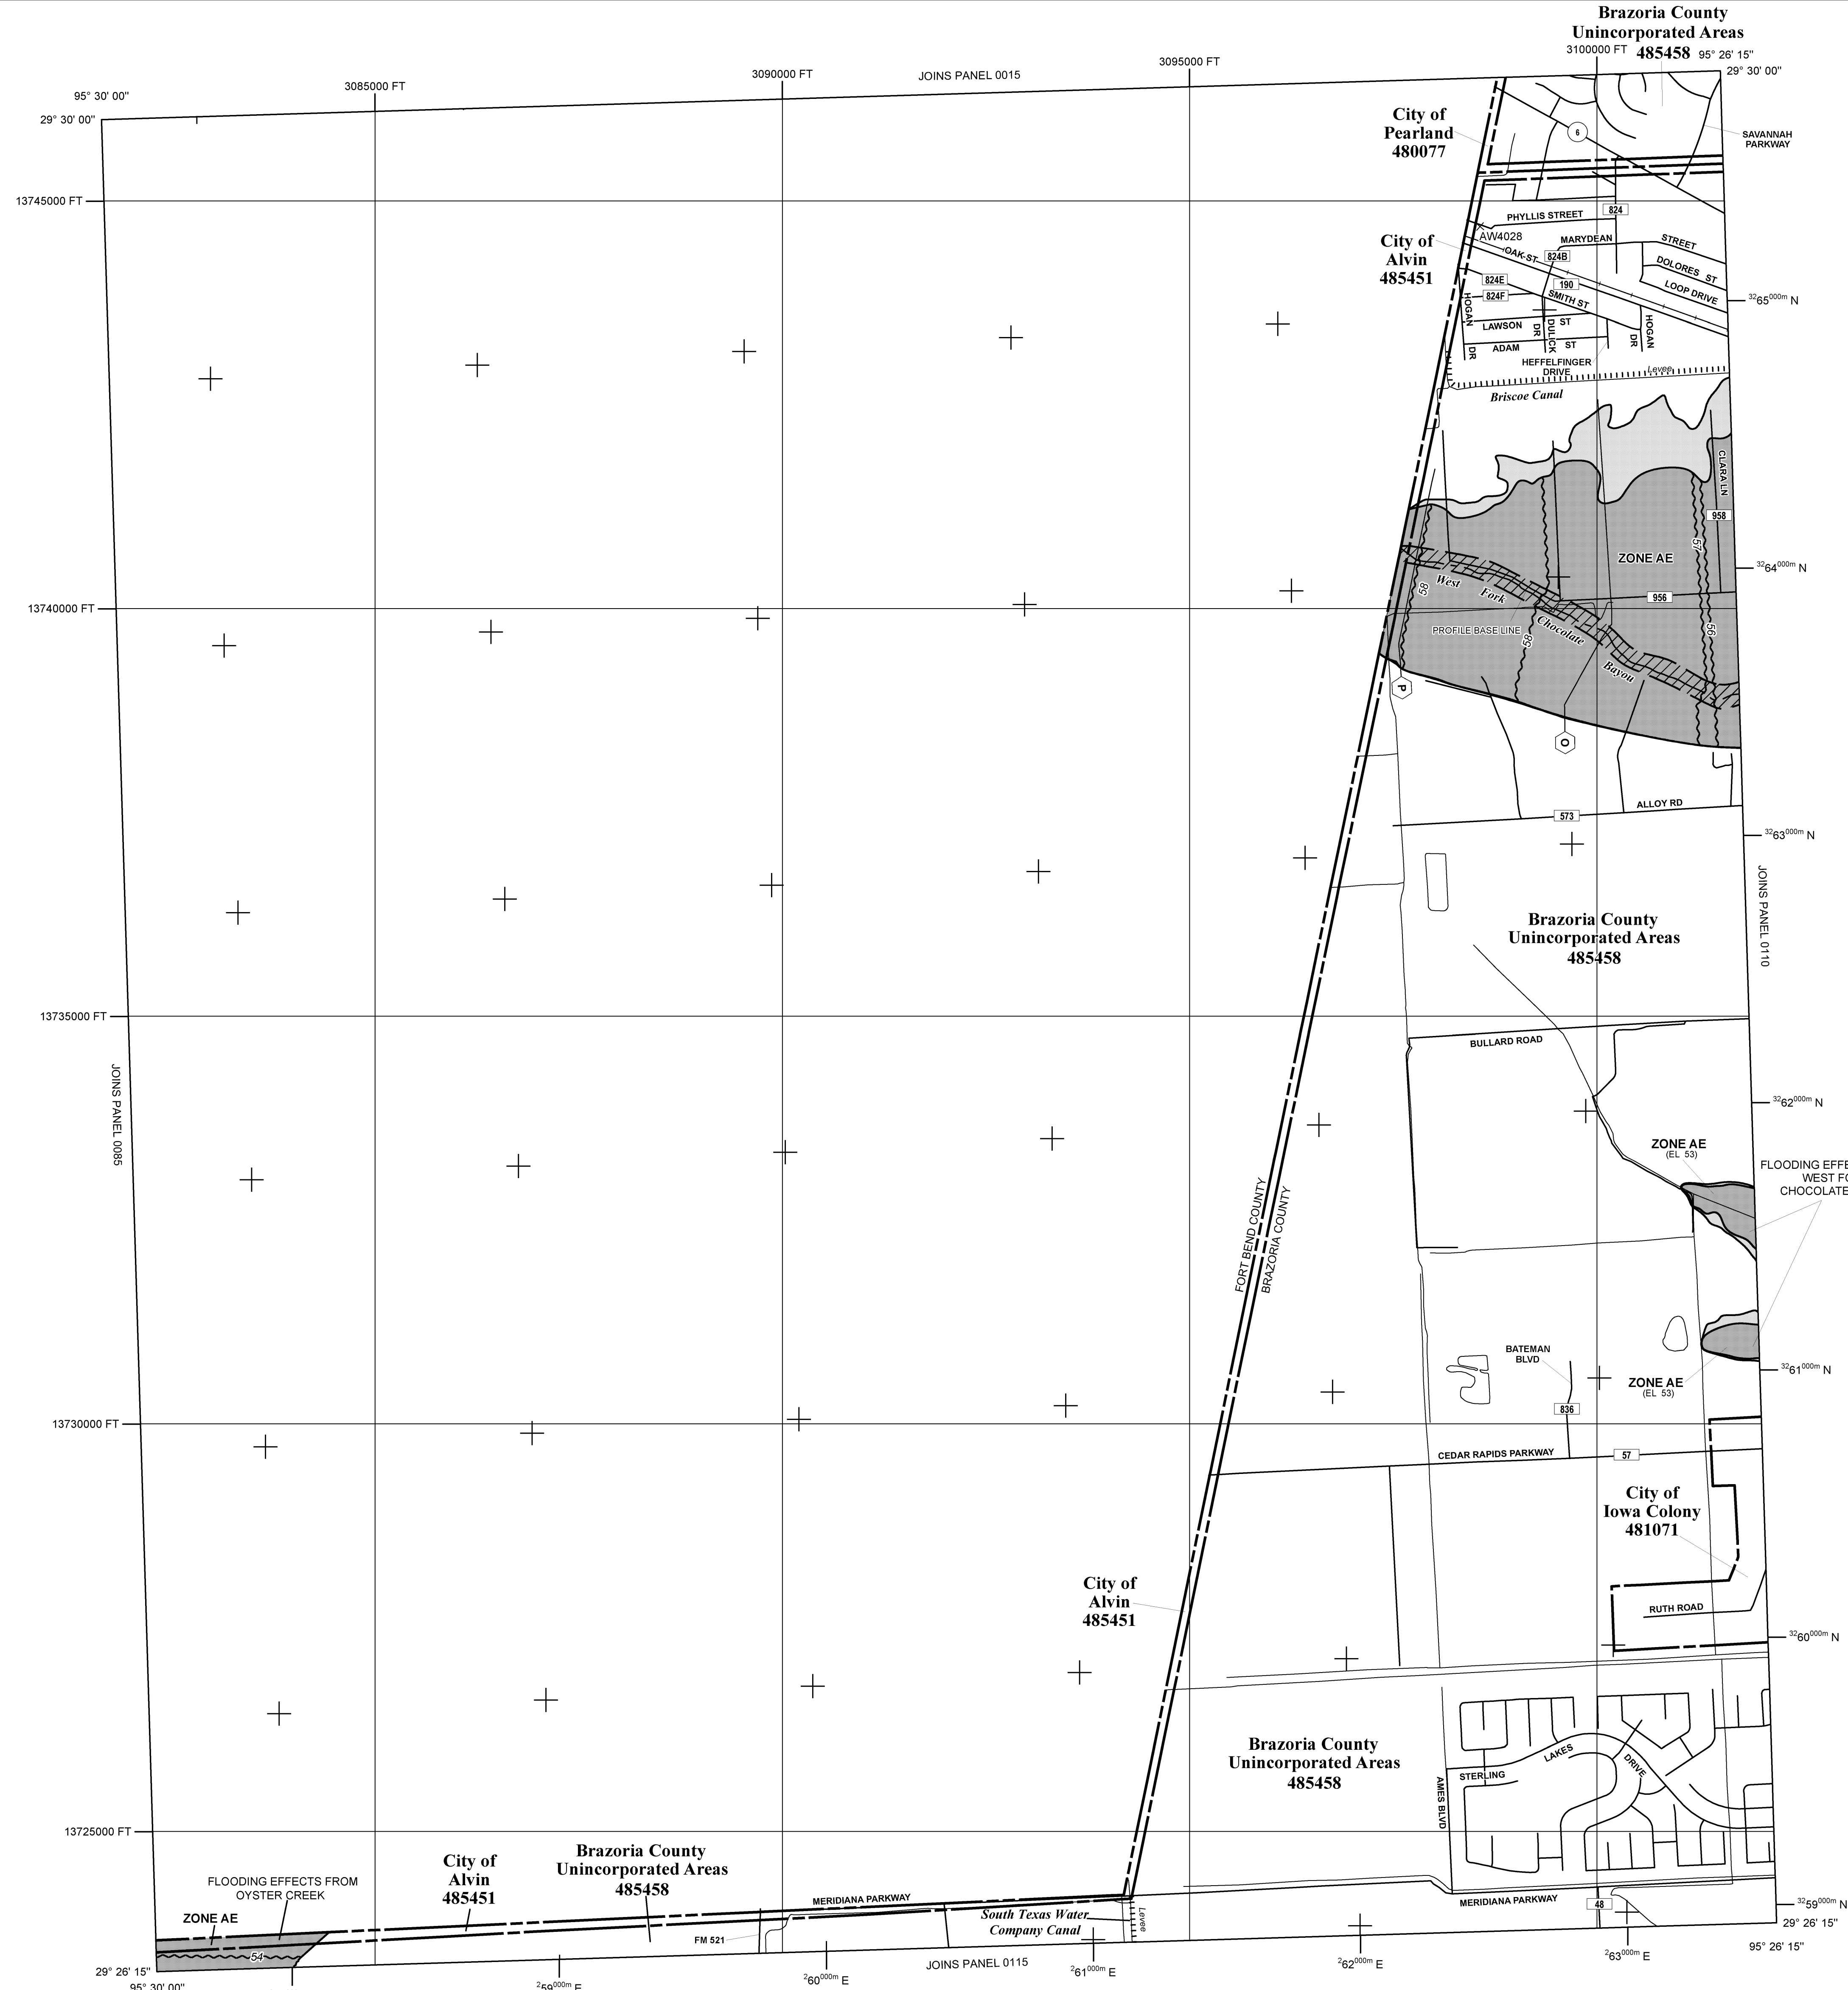 Brazoria County
Unincorporated Areas
485458
3100000 FT
95° 26' 15"
29° 30' 00"
3095000 FT
JOINS PANEL 0015
3090000 FT
3085000 FT
95° 30' 00"
29° 30' 00"
City of
Pearland
480077
6
SAVANNAH
PARKWAY
13745000 FT
824
PHYLLIS STREET
AW4028
MARYDEAN
STREET
City of
Alvin
485451
OAK ST
824B
DOLORES ST
LOOP DRIVE
824E
190
824F
SMITH ST
3265000m N
HOGAN
DR
LAWSON
ST
DR
DULICK
HOGAN
DR
ADAM
ST
HEFFELFINGER
DRIVE
Levee
Briscoe Canal
CLARA LN
958
57
ZONE AE
3264000m N
West
Fork
58
956
13740000 FT
PROFILE BASE LINE
Chocolate
58
56
Bayou
P
O
ALLOY RD
573
3263000m N
JOINS PANEL 0110
Brazoria County
Unincorporated Areas
485458
13735000 FT
BULLARD ROAD
JOINS PANEL 0085
3262000m N
ZONE AE
(EL 53)
FLOODING EFFE
WEST FO
CHOCOLATE
FORT BEND COUNTY
BRAZORIA COUNTY
BATEMAN
BLVD
3261000m N
ZONE AE
(EL 53)
836
13730000 FT
CEDAR RAPIDS PARKWAY
57
City of
Iowa Colony
481071
City of
Alvin
485451
RUTH ROAD
3260000m N
Brazoria County
Unincorporated Areas
485458
LAKES
DRIVE
STERLING
AMES BLVD
13725000 FT
Brazoria County
Unincorporated Areas
485458
City of
Alvin
485451
FLOODING EFFECTS FROM
OYSTER CREEK
MERIDIANA PARKWAY
MERIDIANA PARKWAY
48
3259000m N
ZONE AE
South Texas Water
Company Canal
Levee
29° 26' 15"
FM 521
95° 26' 15"
54
JOINS PANEL 0115
29° 26' 15"
95° 30' 00"
259000m E
260000m E
261000m E
262000m E
263000m E